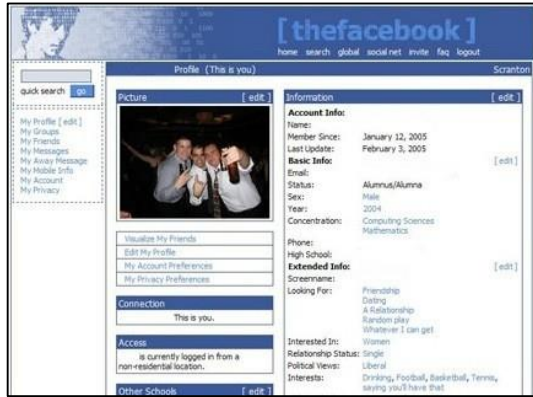 [ thefacebook ]
home search global social net invite faq logout
Profile (This is you)
Scranton
quick search go
My Profile [ edit ]
My Groups
My Friends
My Messages
My Away Message
My Mobile Info
My Account
My Privacy
Picture [ edit ]
Visualize My Friends
Edit My Profile
My Account Preferences
My Privacy Preferences
Connection
This is you.
Access
is currently logged in from a
non-residential location.
Other Schools [ edit ]
Information [ edit ]
Account Info:
Name:
Member Since: January 12, 2005
Last Update: February 3, 2005
Basic Info: [ edit ]
Email:
Status: Alumnus/Alumna
Sex: Male
Year: 2004
Concentration: Computing Sciences
Mathematics
Phone:
High School:
Extended Info: [ edit ]
Screenname:
Looking For: Friendship
Dating
A Relationship
Random play
Whatever I can get
Interested In: Women
Relationship Status: Single
Political Views: Liberal
Interests: Drinking, Football, Basketball, Tennis,
saying you'll have that